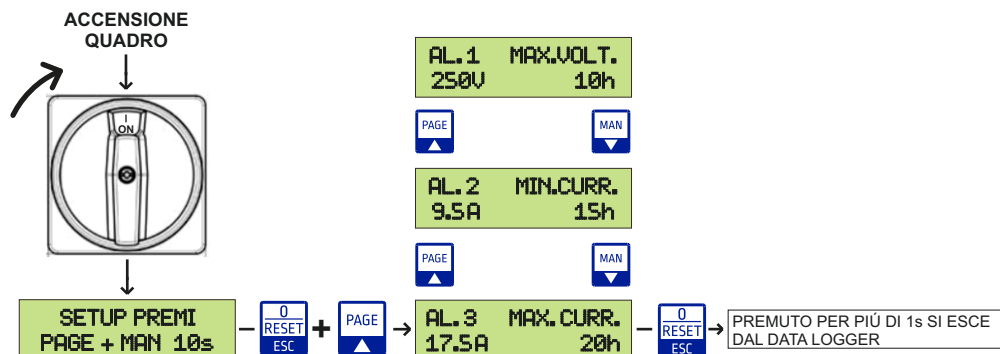 ACCENSIONE
QUADRO
I
ON
SETUP PREMI
PAGE + MAN 10s
0
RESET
ESC
+
PAGE
AL.1 MAX.VOLT.
250V 10h
PAGE
MAN
AL.2 MIN.CURR.
9.5A 15h
PAGE
MAN
AL.3 MAX.CURR.
17.5A 20h
0
RESET
ESC
PREMUTO PER PIÚ DI 1s SI ESCE
DAL DATA LOGGER